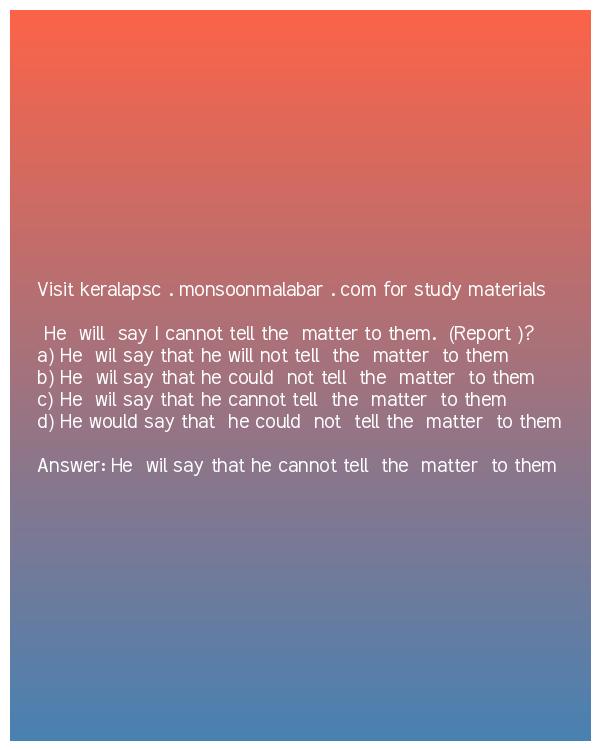 Visit keralapsc . monsoonmalabar . com for study materials
He will say I cannot tell the matter to them. (Report )?
a) He wil say that he will not tell the matter to them
b) He wil say that he could not tell the matter to them
c) He wil say that he cannot tell the matter to them
d) He would say that he could not tell the matter to them
Answer: He wil say that he cannot tell the matter to them